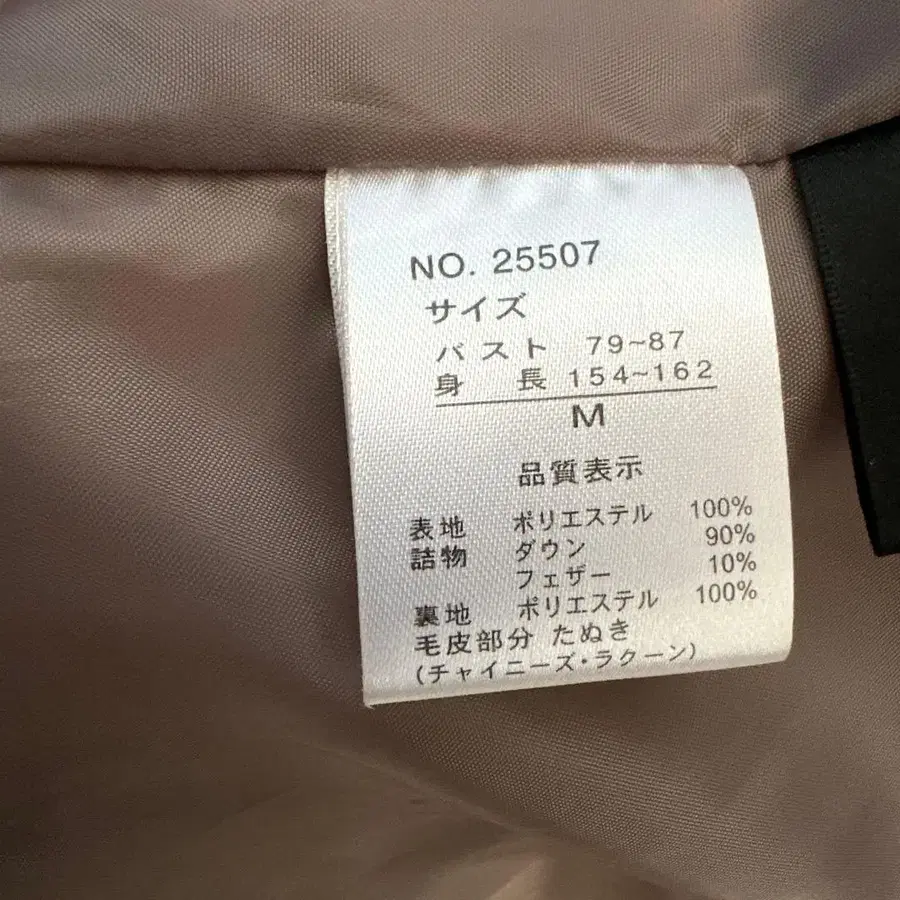 NO. 25507
サイズ
バスト 79~87
身長 154~162
M
品質表示
表地 ポリエステル 100%
詰物 ダウン 90%
フェザー 10%
裏地 ポリエステル 100%
毛皮部分 たぬき
(チャイニーズ・ラクーン)